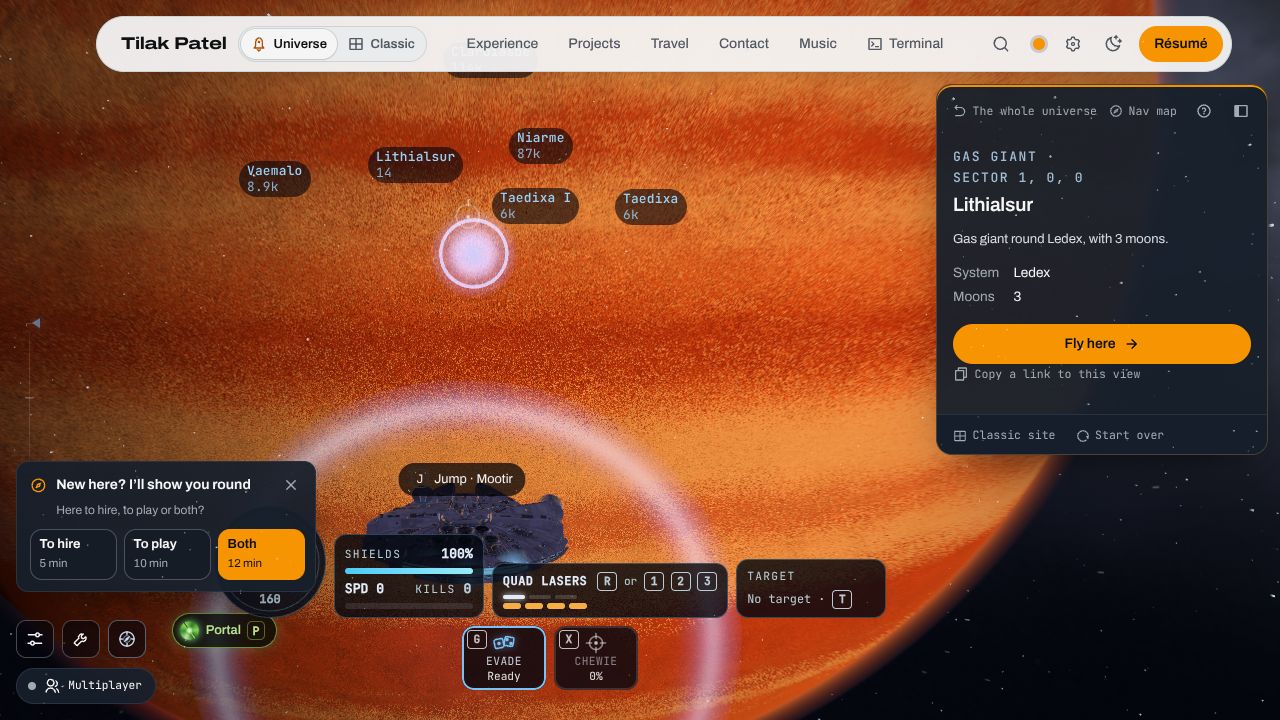 Tilak Patel
Universe
Classic
Experience
Projects
Travel
Contact
Music
Terminal
Résumé
The whole universe
Nav map
GAS GIANT ·
SECTOR 1, 0, 0
Lithialsur
Gas giant round Ledex, with 3 moons.
System Ledex
Moons 3
Fly here
Copy a link to this view
Classic site
Start over
Niarme
87k
Lithialsur
14
Vaemalo
8.9k
Taedixa I
6k
Taedixa
6k
J Jump · Mootir
New here? I'll show you round
Here to hire, to play or both?
To hire
5 min
To play
10 min
Both
12 min
160
SHIELDS 100%
SPD 0 KILLS 0
QUAD LASERS R or 1 2 3
TARGET
No target · T
Portal P
G
EVADE
Ready
X
CHEWIE
0%
Multiplayer